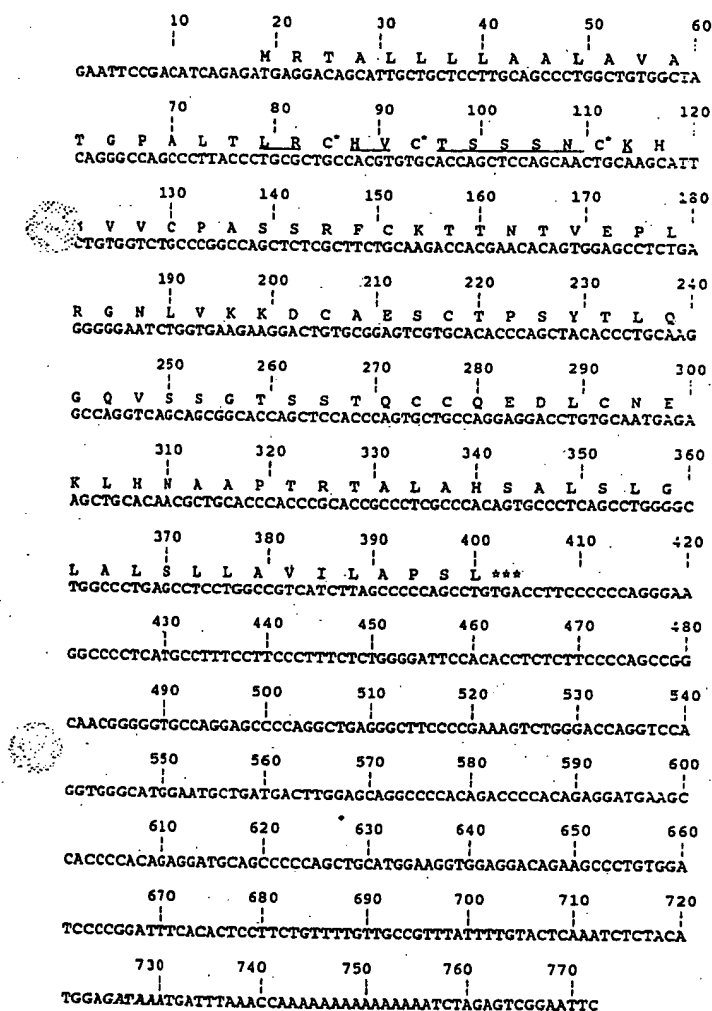 10 20 30 40 50 60
M R T A L L L L A A L A V A
GAATTCCGACATCAGAGATGAGGACAGCATTGCTGCTCCTTGCAGCCCTGGCTGTGGCTA
70 80 90 100 110 120
T G P A L T L R C* H V C* T S S S N C* K H
CAGGGCCAGCCCTTACCCTGCGCTGCCACGTGTGCACCAGCTCCAGCAACTGCAAGCATT
130 140 150 160 170 180
V V C P A S S R F C K T T N T V E P L
CTGTGGTCTGCCCGGCCAGCTCTCGCTTCTGCAAGACCACGAACACAGTGGAGCCTCTGA
190 200 210 220 230 240
R G N L V K K D C A E S C T P S Y T L Q
GGGGGAATCTGGTGAAGAAGGACTGTGCGGAGTCGTGCACACCCAGCTACACCCTGCAAG
250 260 270 280 290 300
G Q V S S G T S S T Q C C Q E D L C N E
GCCAGGTCAGCAGCGGCACCAGCTCCACCCAGTGCTGCCAGGAGGACCTGTGCAATGAGA
310 320 330 340 350 360
K L H N A A P T R T A L A H S A L S L G
AGCTGCACAACGCTGCACCCACCCGCACCGCCCTCGCCCACAGTGCCCTCAGCCTGGGGC
370 380 390 400 410 420
L A L S L L A V I L A P S L ***
TGGCCCTGAGCCTCCTGGCCGTCATCTTAGCCCCCAGCCTGTGACCTTCCCCCCAGGGAA
430 440 450 460 470 480
GGCCCCTCATGCCTTTCCTTCCCTTTCTCTGGGGATTCCACACCTCTCTTCCCCAGCCGG
490 500 510 520 530 540
CAACGGGGGTGCCAGGAGCCCCAGGCTGAGGGCTTCCCCGAAAGTCTGGGACCAGGTCCA
550 560 570 580 590 600
GGTGGGCATGGAATGCTGATGACTTGGAGCAGGCCCCACAGACCCCACAGAGGATGAAGC
610 620 630 640 650 660
CACCCCACAGAGGATGCAGCCCCCAGCTGCATGGAAGGTGGAGGACAGAAGCCCTGTGGA
670 680 690 700 710 720
TCCCCGGATTTCACACTCCTTCTGTTTTGTTGCCGTTTATTTTGTACTCAAATCTCTACA
730 740 750 760 770
TGGAGATAAATGATTTAAACCAAAAAAAAAAAAAAAATCTAGAGTCGGAATTC